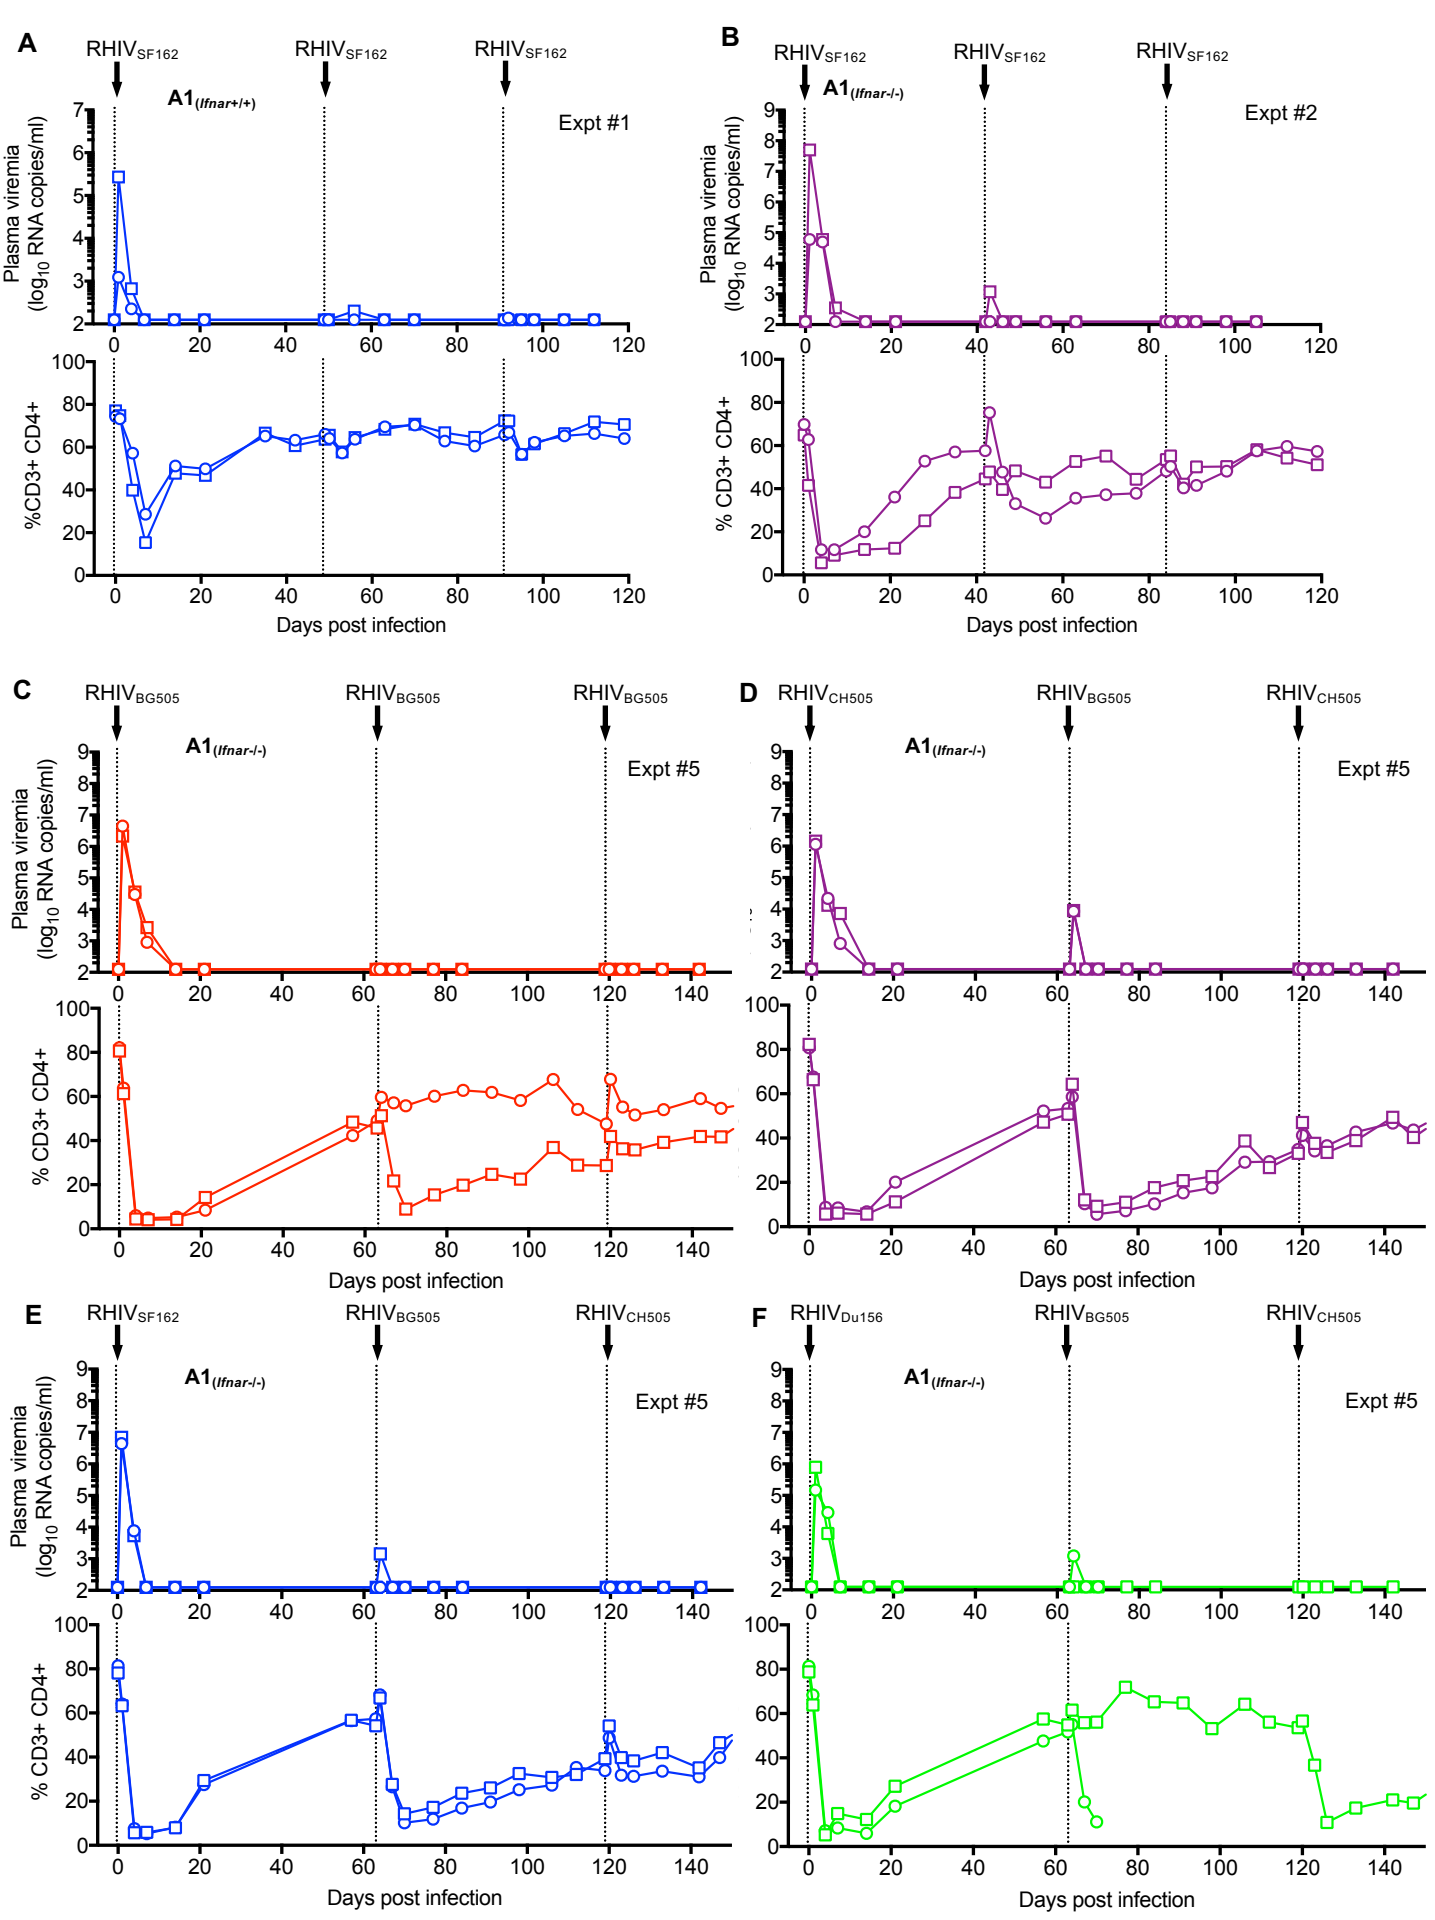 A
RHIVSF162 RHIVSF162 RHIVSF162
A1(Ifnar+/+)
Expt #1
Plasma viremia
(log10 RNA copies/ml)
7
6
5
4
3
2
0 20 40 60 80 100 120
%CD3+ CD4+
100
80
60
40
20
0
0 20 40 60 80 100 120
Days post infection
B
RHIVSF162 RHIVSF162 RHIVSF162
A1(Ifnar-/-)
Expt #2
Plasma viremia
(log10 RNA copies/ml)
9
8
7
6
5
4
3
2
0 20 40 60 80 100 120
% CD3+ CD4+
100
80
60
40
20
0
0 20 40 60 80 100 120
Days post infection
C
RHIVBG505 RHIVBG505 RHIVBG505
A1(Ifnar-/-)
Expt #5
Plasma viremia
(log10 RNA copies/ml)
9
8
7
6
5
4
3
2
0 20 40 60 80 100 120 140
% CD3+ CD4+
100
80
60
40
20
0
0 20 40 60 80 100 120 140
Days post infection
D
RHIVCH505 RHIVBG505 RHIVCH505
A1(Ifnar-/-)
Expt #5
9
8
7
6
5
4
3
2
0 20 40 60 80 100 120 140
100
80
60
40
20
0
0 20 40 60 80 100 120 140
Days post infection
E
RHIVSF162 RHIVBG505 RHIVCH505
A1(Ifnar-/-)
Expt #5
Plasma viremia
(log10 RNA copies/ml)
9
8
7
6
5
4
3
2
0 20 40 60 80 100 120 140
% CD3+ CD4+
100
80
60
40
20
0
0 20 40 60 80 100 120 140
Days post infection
F
RHIVDu156 RHIVBG505 RHIVCH505
A1(Ifnar-/-)
Expt #5
9
8
7
6
5
4
3
2
0 20 40 60 80 100 120 140
100
80
60
40
20
0
0 20 40 60 80 100 120 140
Days post infection